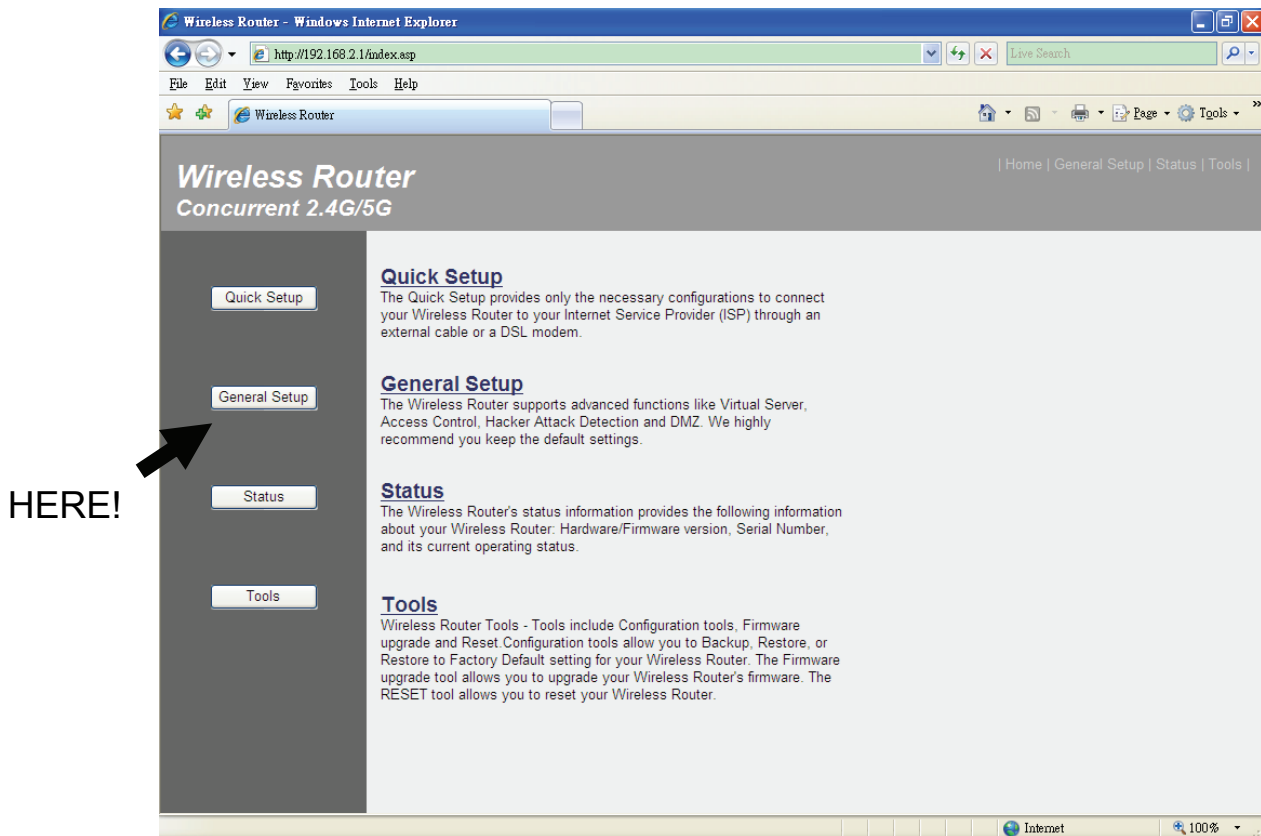 Wireless Router - Windows Internet Explorer
http://192.168.2.1/index.asp
Live Search
File Edit View Favorites Tools Help
Wireless Router
Page Tools »
Wireless Router
Concurrent 2.4G/5G
| Home | General Setup | Status | Tools |
Quick Setup
Quick Setup
The Quick Setup provides only the necessary configurations to connect
your Wireless Router to your Internet Service Provider (ISP) through an
external cable or a DSL modem.
General Setup
General Setup
The Wireless Router supports advanced functions like Virtual Server,
Access Control, Hacker Attack Detection and DMZ. We highly
recommend you keep the default settings.
HERE!
Status
Status
The Wireless Router's status information provides the following information
about your Wireless Router: Hardware/Firmware version, Serial Number,
and its current operating status.
Tools
Tools
Wireless Router Tools - Tools include Configuration tools, Firmware
upgrade and Reset.Configuration tools allow you to Backup, Restore, or
Restore to Factory Default setting for your Wireless Router. The Firmware
upgrade tool allows you to upgrade your Wireless Router's firmware. The
RESET tool allows you to reset your Wireless Router.
Internet
100%